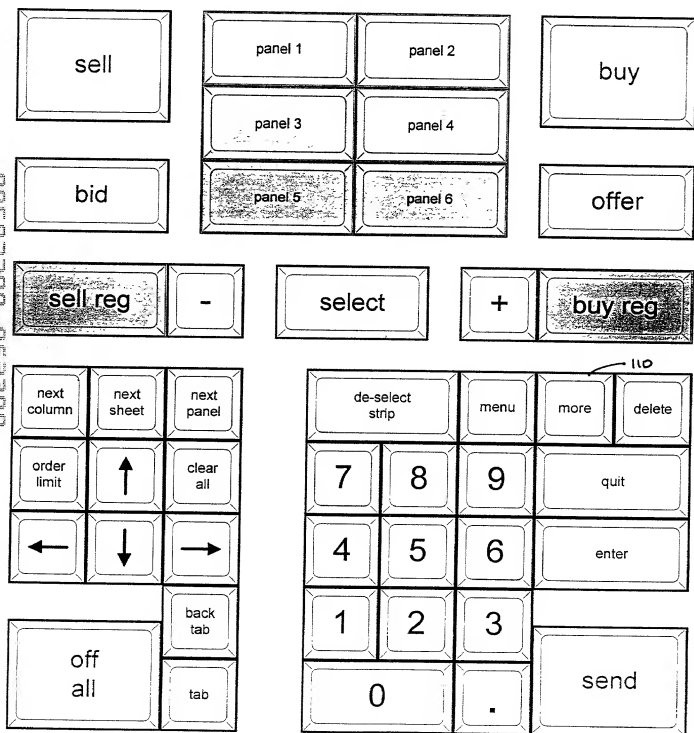 sell
panel 1
panel 2
buy
panel 3
panel 4
bid
panel 5
panel 6
offer
sell reg
-
select
+
buy reg
110
next
column
next
sheet
next
panel
de-select
strip
menu
more
delete
order
limit
clear
all
7
8
9
quit
4
5
6
enter
back
tab
1
2
3
off
all
tab
0
.
send